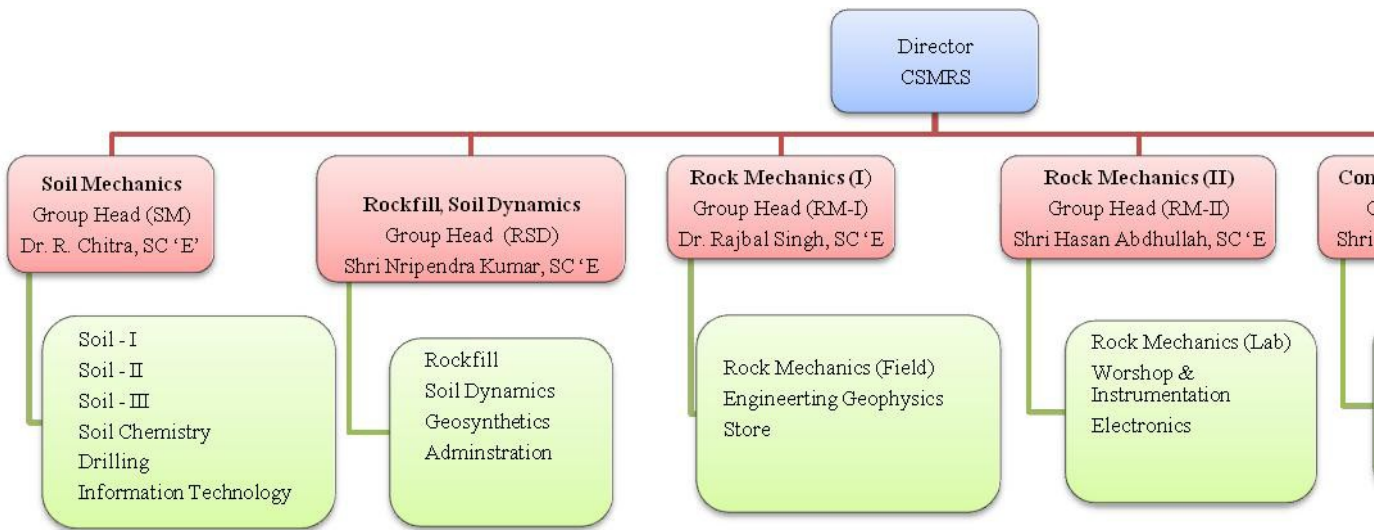 Director
CSMRS
Soil Mechanics
Group Head (SM)
Dr. R. Chitra, SC ‘E’
Rockfill, Soil Dynamics
Group Head (RSD)
Shri Nripendra Kumar, SC ‘E
Rock Mechanics (I)
Group Head (RM-I)
Dr. Rajbal Singh, SC ‘E
Rock Mechanics (II)
Group Head (RM-II)
Shri Hasan Abdhullah, SC ‘E
Con
Shri
Soil - I
Soil - II
Soil - III
Soil Chemistry
Drilling
Information Technology
Rockfill
Soil Dynamics
Geosynthetics
Adminstration
Rock Mechanics (Field)
Engineerting Geophysics
Store
Rock Mechanics (Lab)
Worshop &
Instrumentation
Electronics